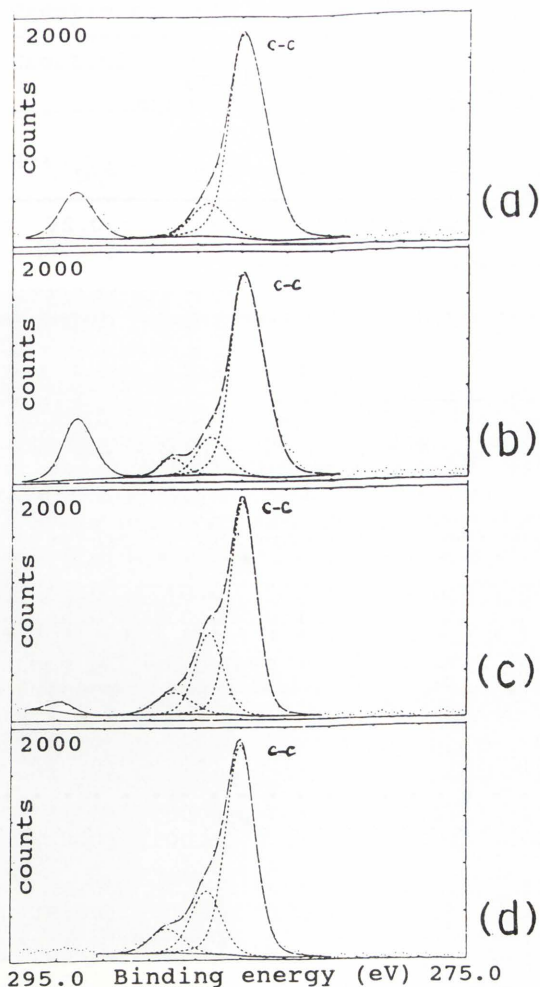 2000
C-C
counts
(a)
2000
C-C
counts
(b)
2000
C-C
counts
(c)
2000
C-C
counts
(d)
295.0 Binding energy (eV) 275.0